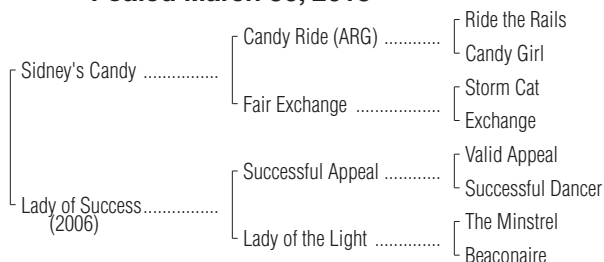 Foaled March
Ride the Rails
Candy Ride (ARG) ............
Candy Girl
Sidney's Candy ................
Storm Cat
Fair Exchange ..................
Exchange
Valid Appeal
Successful Appeal ............
Successful Dancer
Lady of Success................
(2006)
The Minstrel
Lady of the Light ..............
Beaconaire